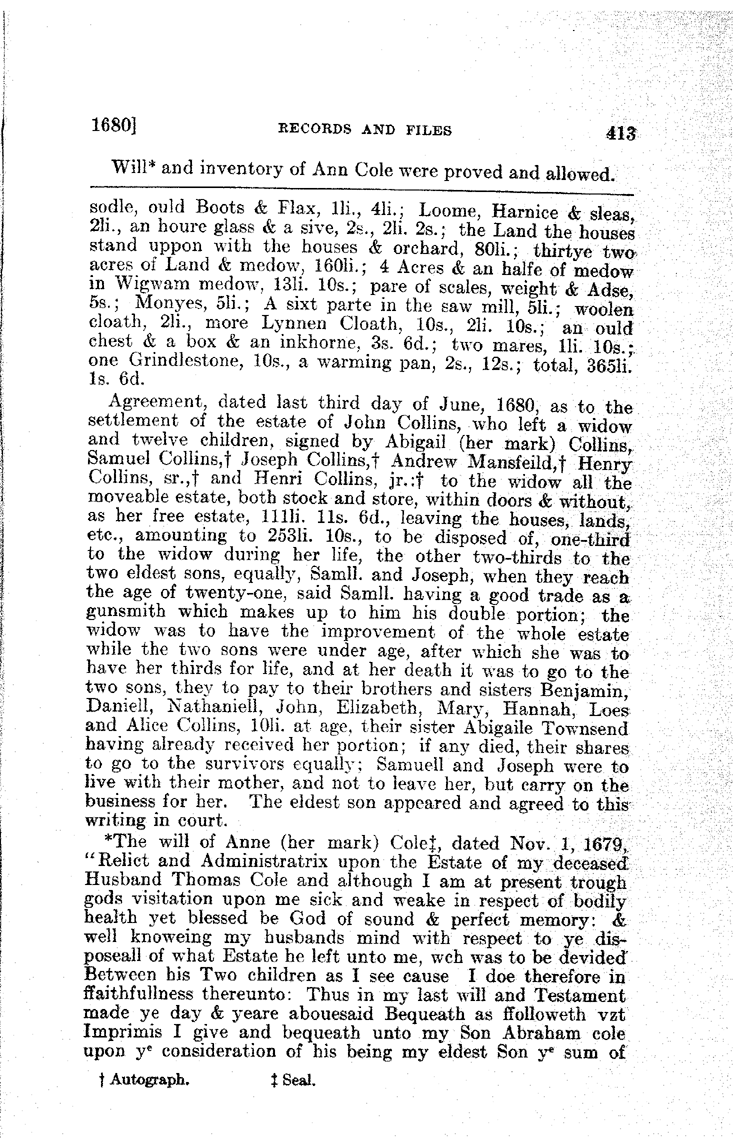 1680] RECORDS AND FILES 413
Will* and inventory of Ann Cole were proved and allowed.
sodle, ould Boots & Flax, 1li., 4li.; Loome, Harnice & sleas,
2li., an houre glass & a sive, 2s., 2li. 2s.; the Land the houses
stand uppon with the houses & orchard, 80li.; thirtye two
acres of Land & medow, 160li.; 4 Acres & an halfe of medow
in Wigwam medow, 13li. 10s.; pare of scales, weight & Adse,
5s.; Monyes, 5li.; A sixt parte in the saw mill, 5li.; woolen
cloath, 2li., more Lynnen Cloath, 10s., 2li. 10s.; an ould
chest & a box & an inkhorne, 3s. 6d.; two mares, 1li. 10s.;
one Grindlestone, 10s., a warming pan, 2s., 12s.; total, 365li.
1s. 6d.
Agreement, dated last third day of June, 1680, as to the
settlement of the estate of John Collins, who left a widow
and twelve children, signed by Abigail (her mark) Collins,
Samuel Collins,† Joseph Collins,† Andrew Mansfeild,† Henry
Collins, sr.,† and Henri Collins, jr.:† to the widow all the
moveable estate, both stock and store, within doors & without,
as her free estate, 111li. 11s. 6d., leaving the houses, lands,
etc., amounting to 253li. 10s., to be disposed of, one-third
to the widow during her life, the other two-thirds to the
two eldest sons, equally, Samll. and Joseph, when they reach
the age of twenty-one, said Samll. having a good trade as a
gunsmith which makes up to him his double portion; the
widow was to have the improvement of the whole estate
while the two sons were under age, after which she was to
have her thirds for life, and at her death it was to go to the
two sons, they to pay to their brothers and sisters Benjamin,
Daniell, Nathaniell, John, Elizabeth, Mary, Hannah, Loes
and Alice Collins, 10li. at age, their sister Abigaile Townsend
having already received her portion; if any died, their shares
to go to the survivors equally; Samuell and Joseph were to
live with their mother, and not to leave her, but carry on the
business for her. The eldest son appeared and agreed to this
writing in court.
*The will of Anne (her mark) Cole‡, dated Nov. 1, 1679,
"Relict and Administratrix upon the Estate of my deceased
Husband Thomas Cole and although I am at present trough
gods visitation upon me sick and weake in respect of bodily
health yet blessed be God of sound & perfect memory: &
well knoweing my husbands mind with respect to ye dis-
poseall of what Estate he left unto me, wch was to be devided
Between his Two children as I see cause I doe therefore in
ffaithfullness thereunto: Thus in my last will and Testament
made ye day & yeare abouesaid Bequeath as ffolloweth vzt
Imprimis I give and bequeath unto my Son Abraham cole
upon yᵉ consideration of his being my eldest Son yᵉ sum of
† Autograph. ‡ Seal.